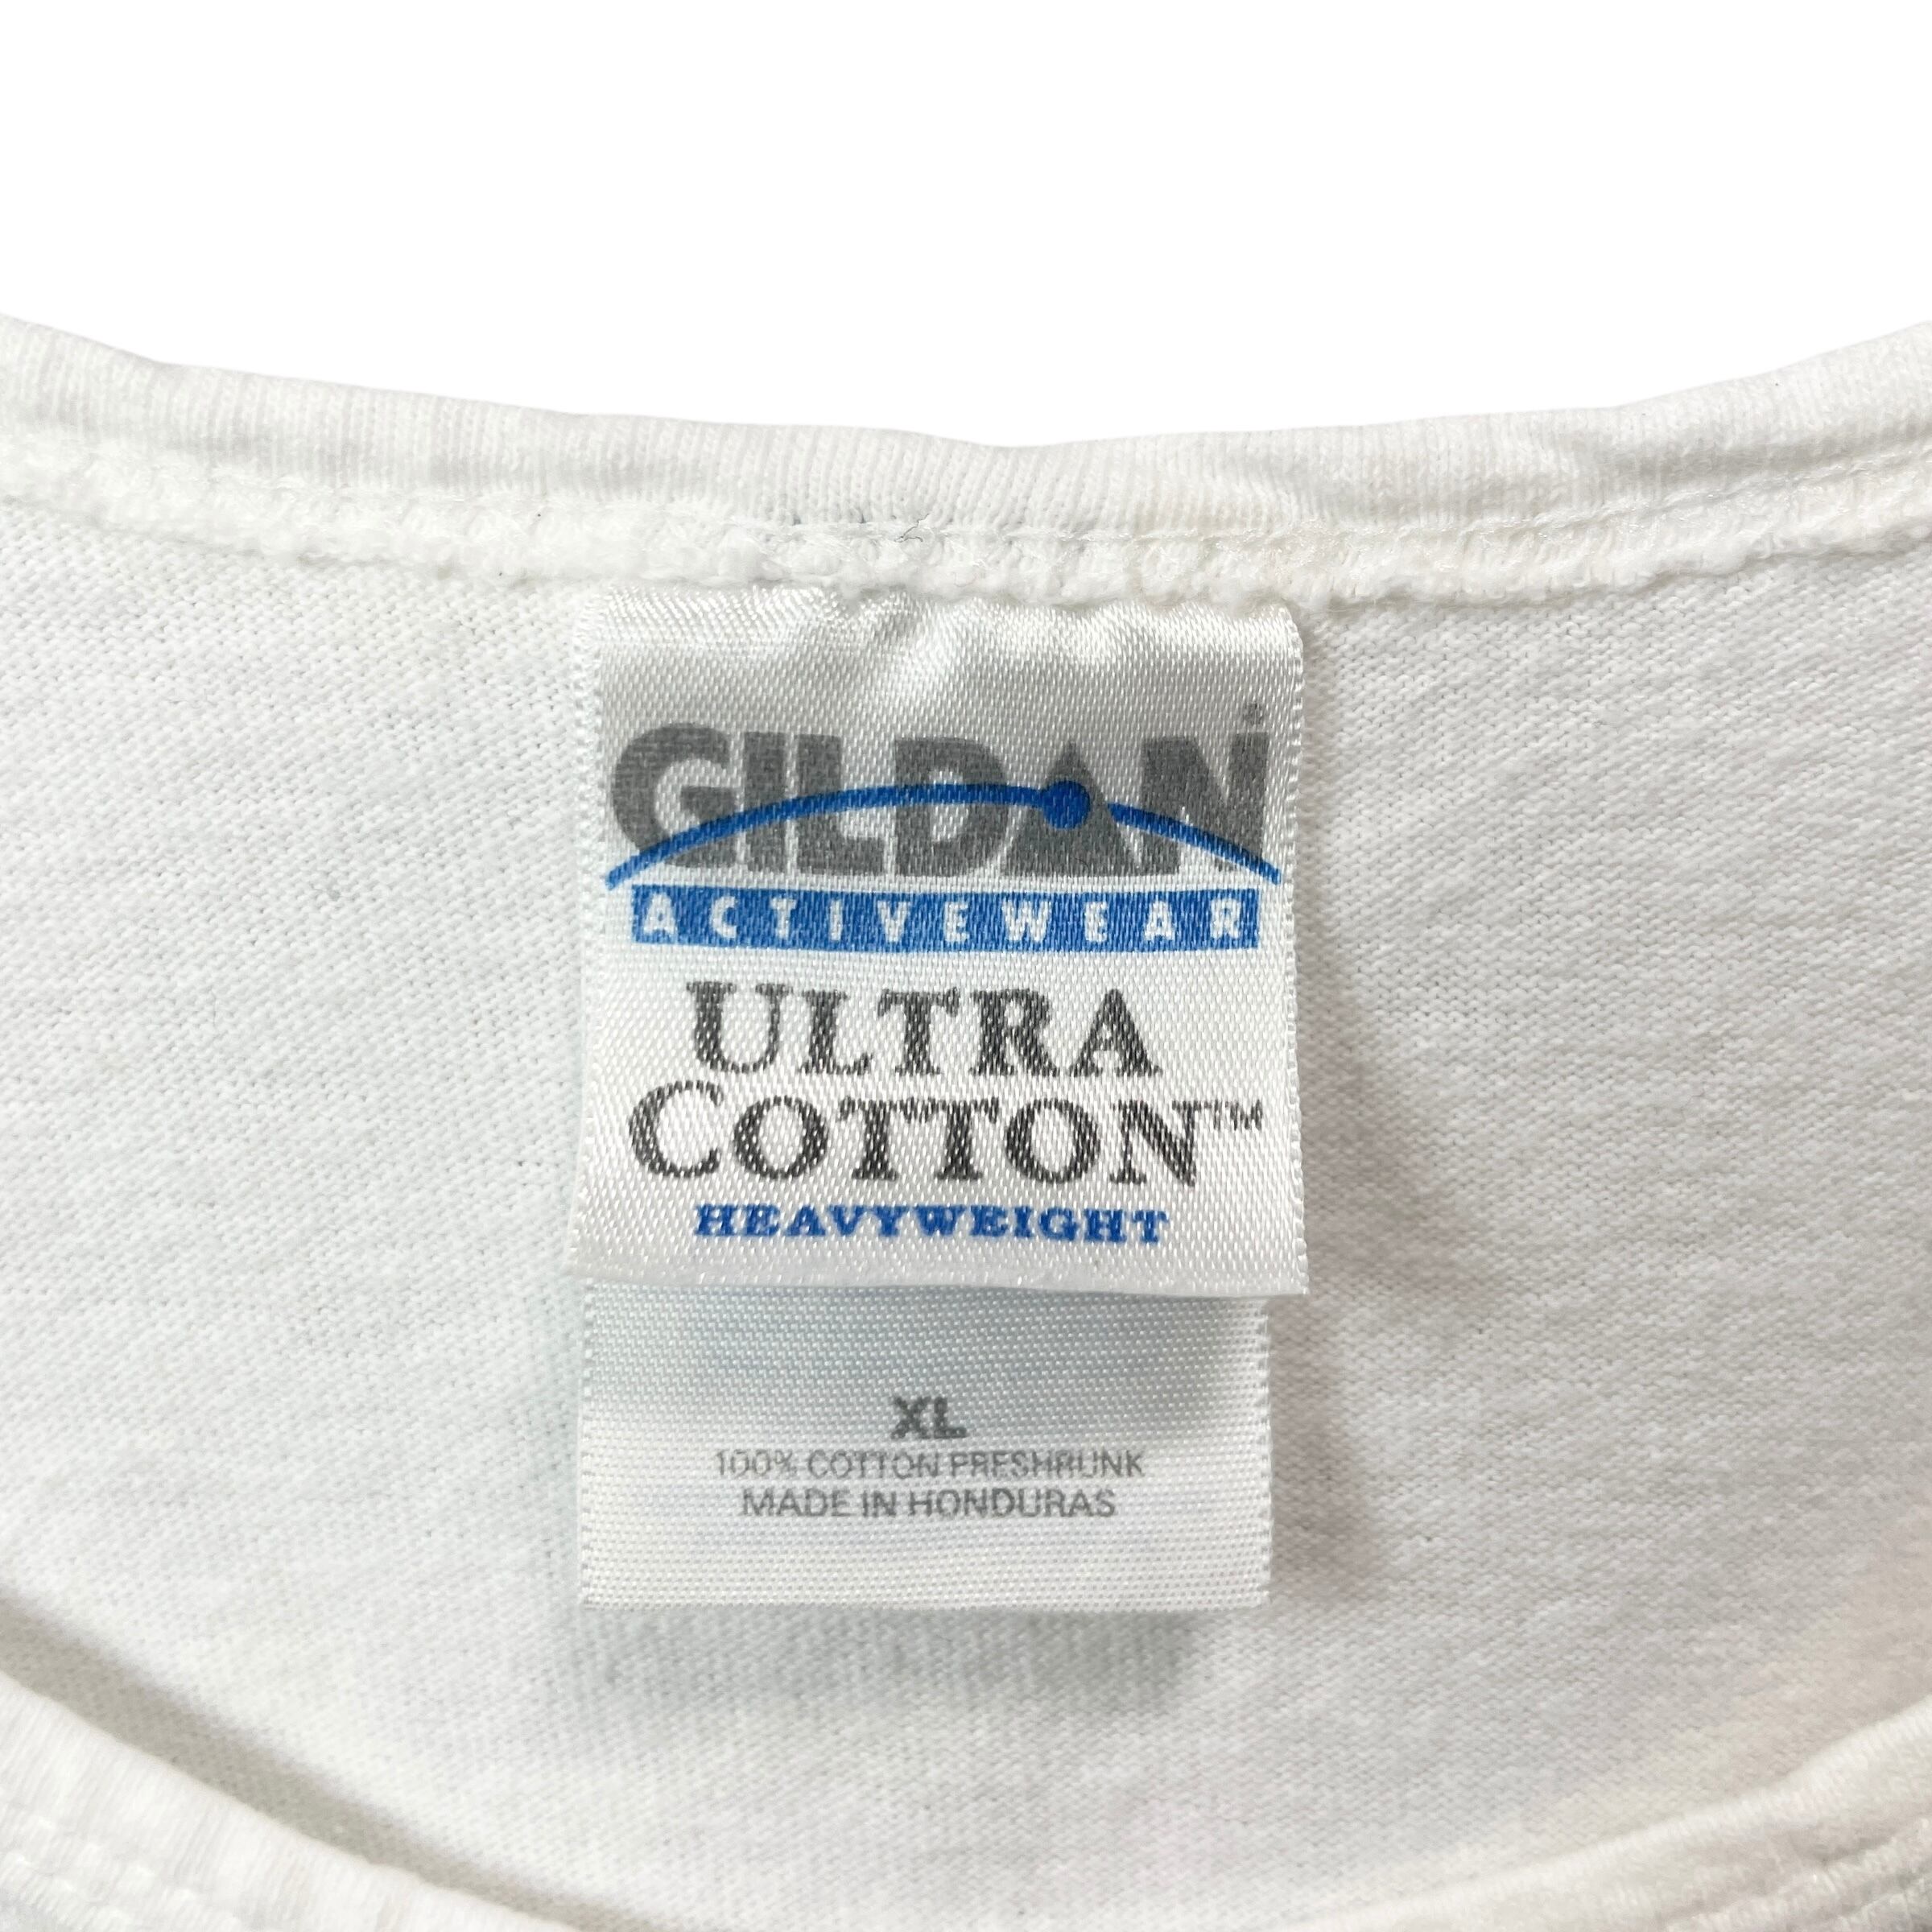 GILDAN
ACTIVEWEAR
ULTRA
COTTON™
HEAVYWEIGHT
XL
100% COTTON PRESHRUNK
MADE IN HONDURAS